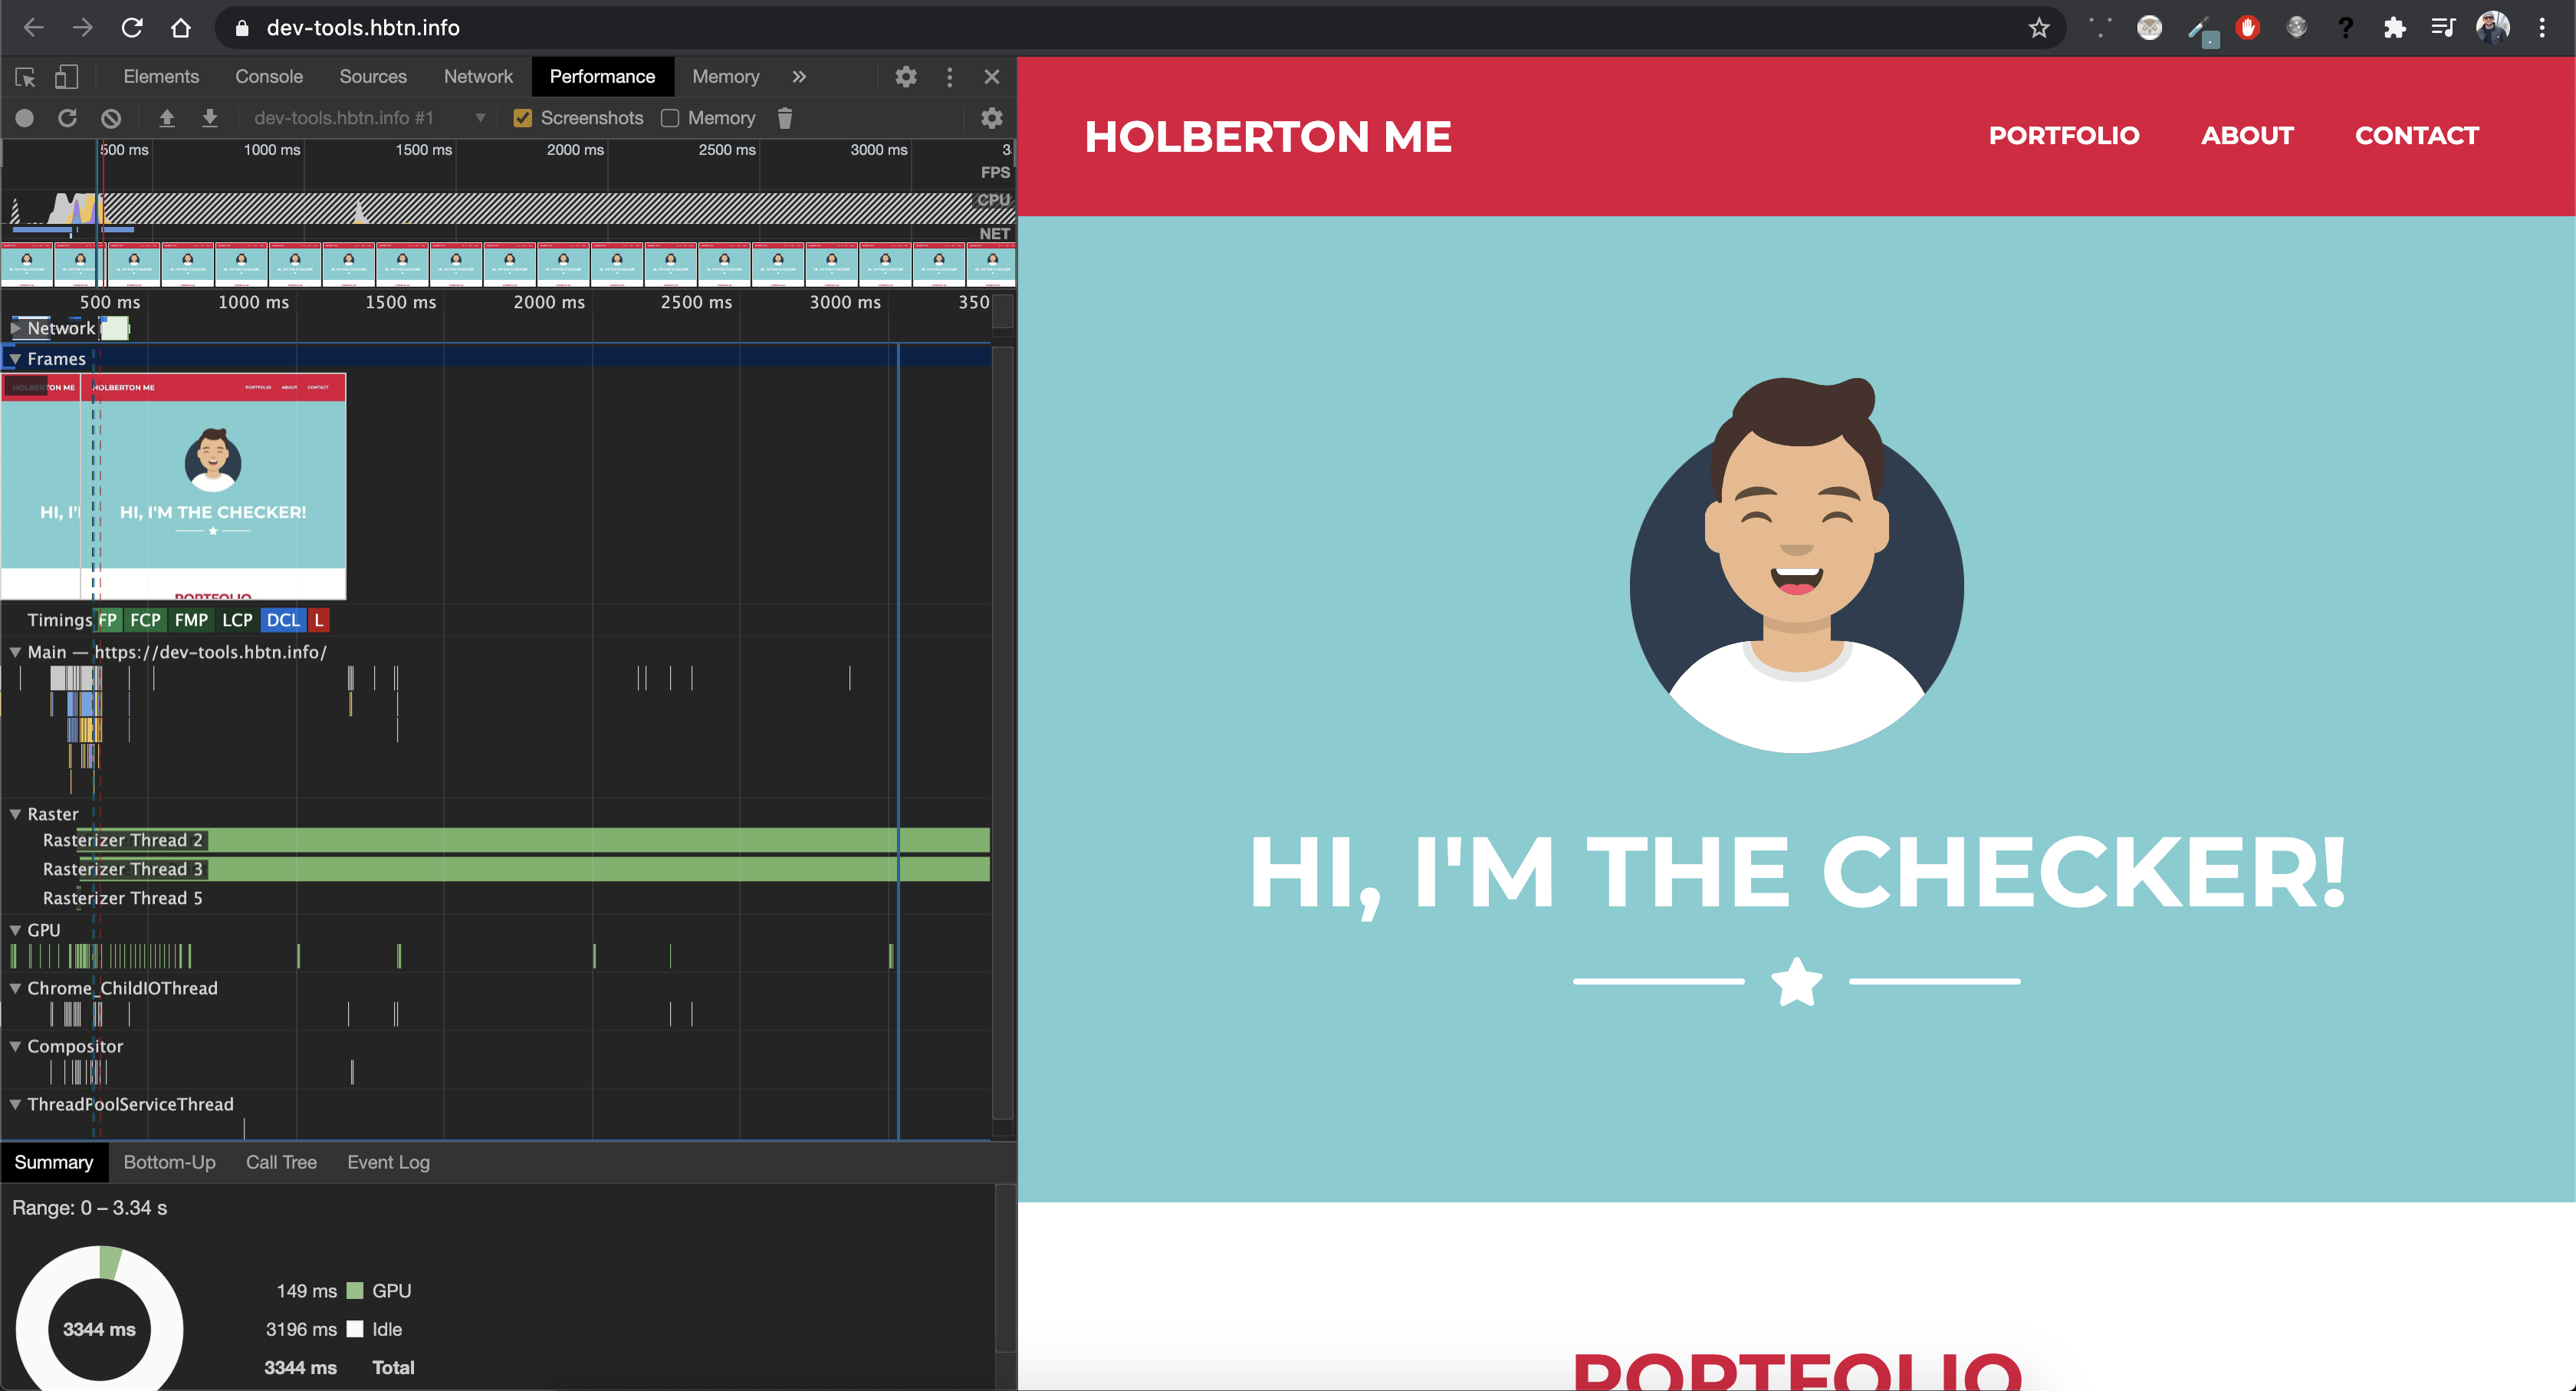 dev-tools.hbtn.info
Elements Console Sources Network Performance Memory »
dev-tools.hbtn.info #1 Screenshots Memory
500 ms 1000 ms 1500 ms 2000 ms 2500 ms 3000 ms 3
FPS
CPU
NET
500 ms 1000 ms 1500 ms 2000 ms 2500 ms 3000 ms 350
Network
Frames
HOLBERTON ME HOLBERTON ME PORTFOLIO ABOUT CONTACT
HI, I'I HI, I'M THE CHECKER!
PORTFOLIO
Timings FP FCP FMP LCP DCL L
Main — https://dev-tools.hbtn.info/
Raster
Rasterizer Thread 2
Rasterizer Thread 3
Rasterizer Thread 5
GPU
Chrome_ChildIOThread
Compositor
ThreadPoolServiceThread
Summary Bottom-Up Call Tree Event Log
Range: 0 – 3.34 s
3344 ms
149 ms GPU
3196 ms Idle
3344 ms Total
HOLBERTON ME PORTFOLIO ABOUT CONTACT
HI, I'M THE CHECKER!
PORTFOLIO